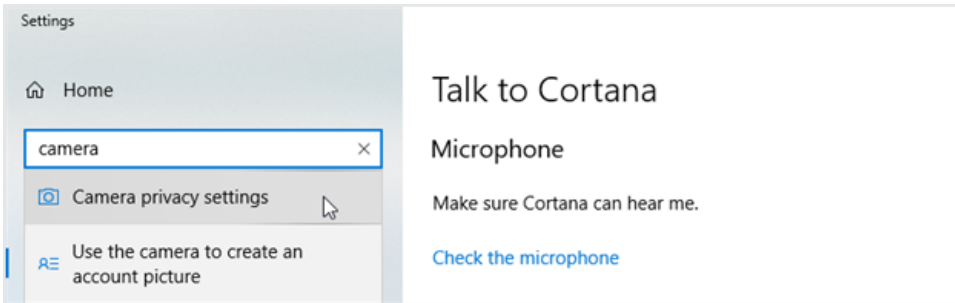 Settings
Home
camera
Camera privacy settings
Use the camera to create an
account picture
Talk to Cortana
Microphone
Make sure Cortana can hear me.
Check the microphone